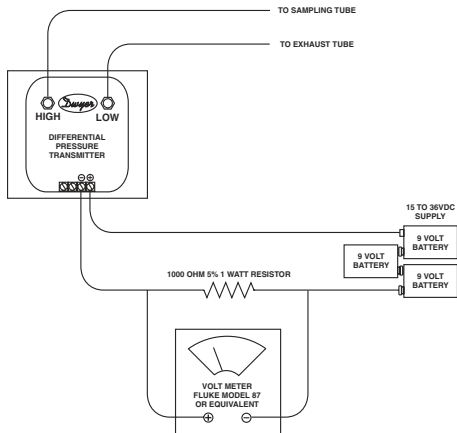 TO SAMPLING TUBE
TO EXHAUST TUBE
Dwyer
HIGH
LOW
DIFFERENTIAL
PRESSURE
TRANSMITTER
⊖ ⊕
15 TO 36VDC
SUPPLY
9 VOLT
BATTERY
9 VOLT
BATTERY
9 VOLT
BATTERY
1000 OHM 5% 1 WATT RESISTOR
VOLT METER
FLUKE MODEL 87
OR EQUIVALENT
⊕ ⊖